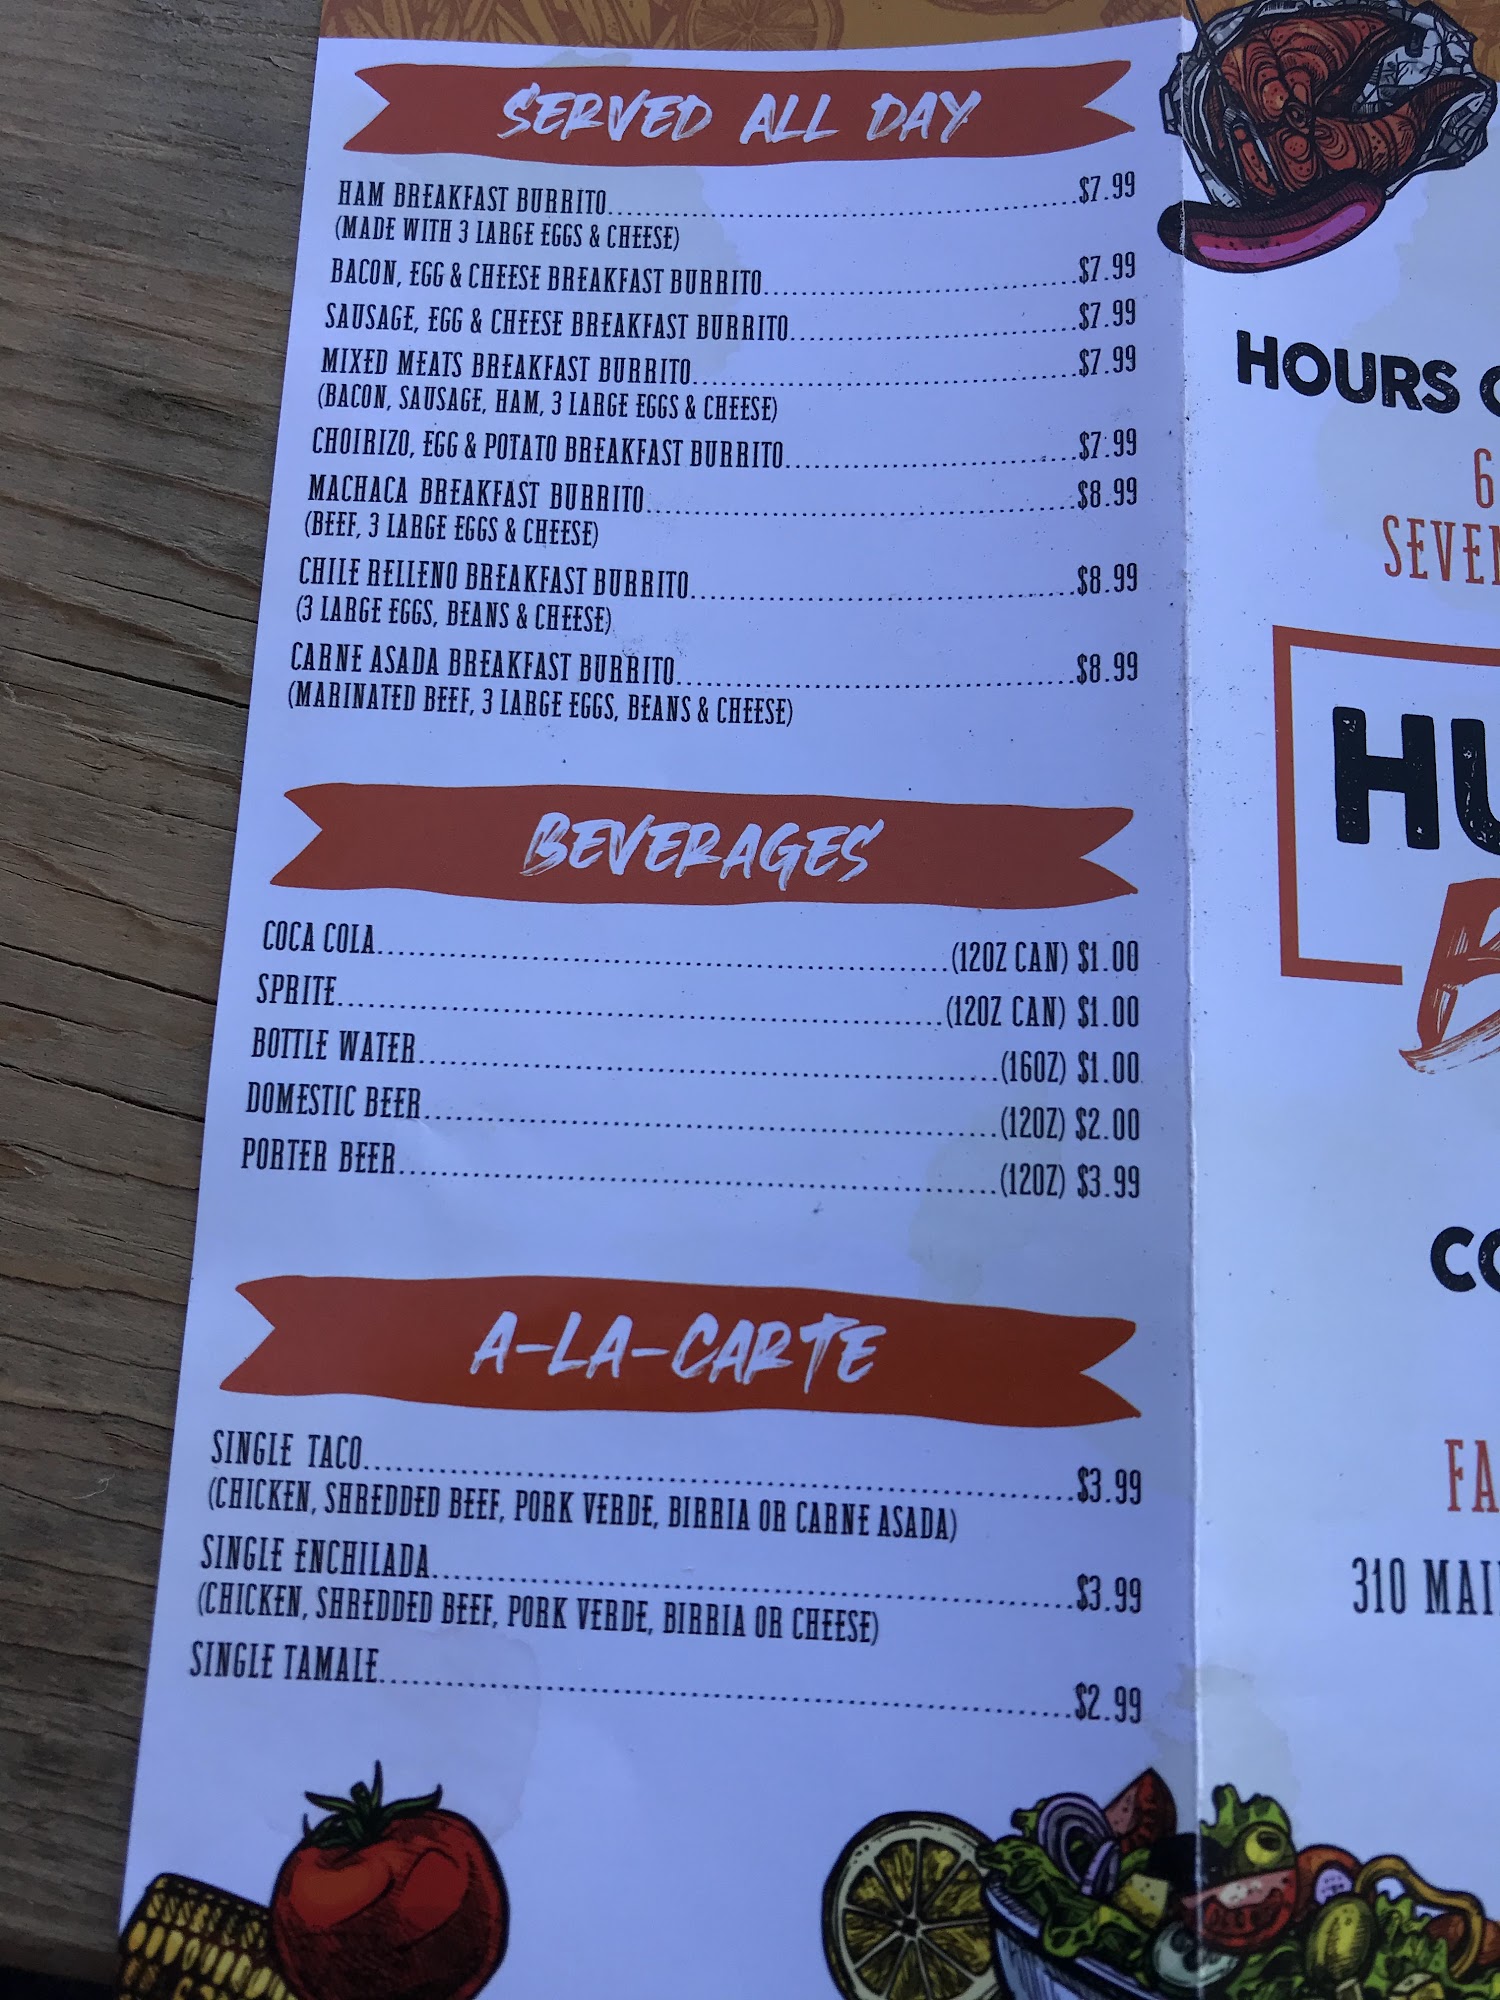 SERVED ALL DAY
HAM BREAKFAST BURRITO........................................$7.99
(MADE WITH 3 LARGE EGGS & CHEESE)
BACON, EGG & CHEESE BREAKFAST BURRITO........................................$7.99
SAUSAGE, EGG & CHEESE BREAKFAST BURRITO........................................$7.99
MIXED MEATS BREAKFAST BURRITO........................................$7.99
(BACON, SAUSAGE, HAM, 3 LARGE EGGS & CHEESE)
CHOIRIZO, EGG & POTATO BREAKFAST BURRITO........................................$7.99
MACHACA BREAKFAST BURRITO........................................$8.99
(BEEF, 3 LARGE EGGS & CHEESE)
CHILE RELLENO BREAKFAST BURRITO........................................$8.99
(3 LARGE EGGS, BEANS & CHEESE)
CARNE ASADA BREAKFAST BURRITO........................................$8.99
(MARINATED BEEF, 3 LARGE EGGS, BEANS & CHEESE)
BEVERAGES
COCA COLA........................................(12OZ CAN) $1.00
SPRITE........................................(12OZ CAN) $1.00
BOTTLE WATER........................................(16OZ) $1.00
DOMESTIC BEER........................................(12OZ) $2.00
PORTER BEER........................................(12OZ) $3.99
A-LA-CARTE
SINGLE TACO........................................$3.99
(CHICKEN, SHREDDED BEEF, PORK VERDE, BIRRIA OR CARNE ASADA)
SINGLE ENCHILADA........................................$3.99
(CHICKEN, SHREDDED BEEF, PORK VERDE, BIRRIA OR CHEESE)
SINGLE TAMALE........................................$2.99
HOURS
6
SEVEN
HU
CO
FA
310 MAI